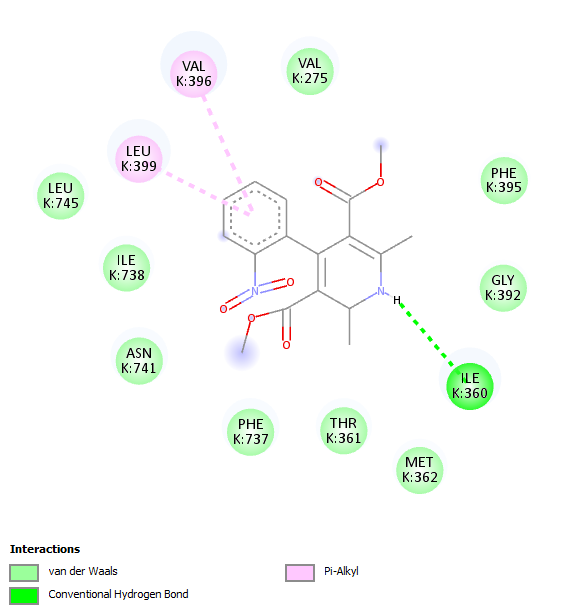 VAL
K:396
VAL
K:275
LEU
K:399
PHE
K:395
LEU
K:745
O
O
ILE
K:738
GLY
K:392
N
O
N
H
O
O
O
ASN
K:741
ILE
K:360
PHE
K:737
THR
K:361
MET
K:362
Interactions
van der Waals
Pi-Alkyl
Conventional Hydrogen Bond